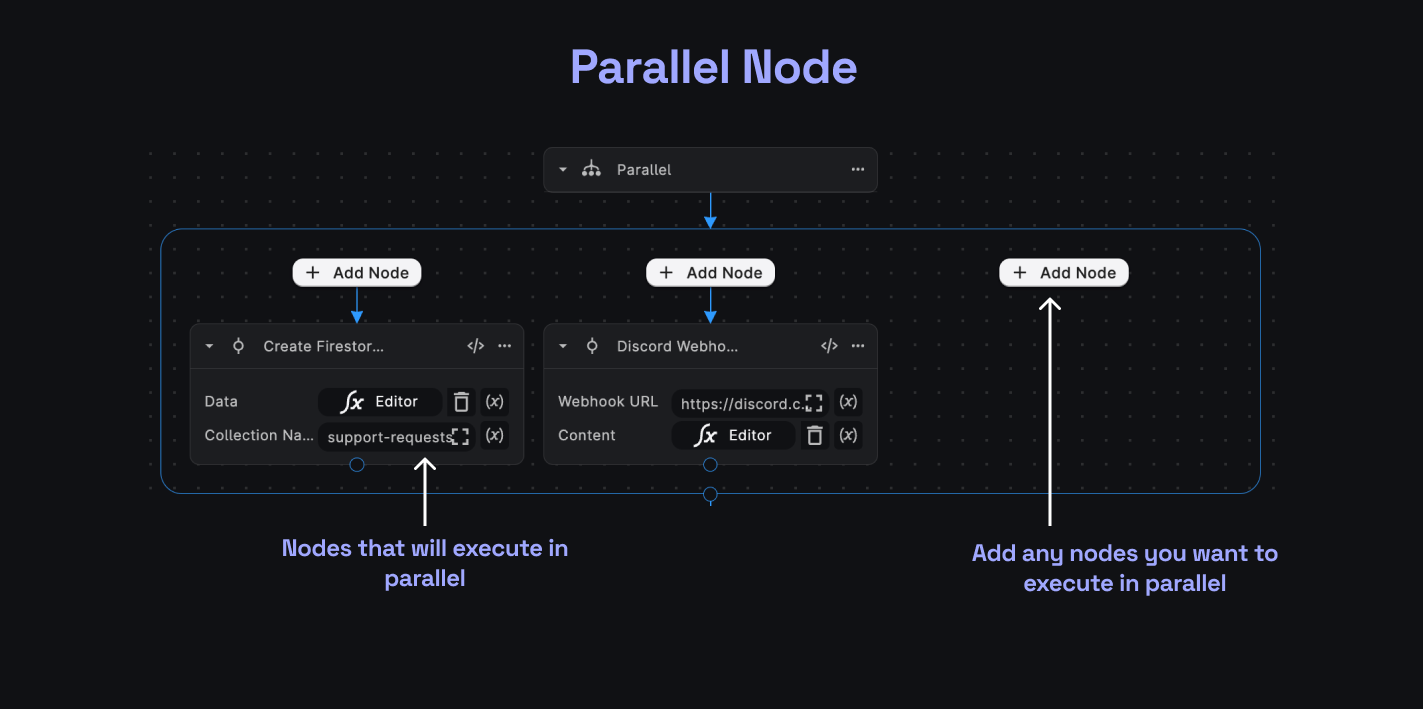 Parallel Node
Parallel
+ Add Node
+ Add Node
+ Add Node
Create Firestor...
Discord Webho...
Data
Editor
(x)
Webhook URL
https://discord.c.
(x)
Collection Na...
support-requests
(x)
Content
Editor
(x)
Nodes that will execute in
parallel
Add any nodes you want to
execute in parallel